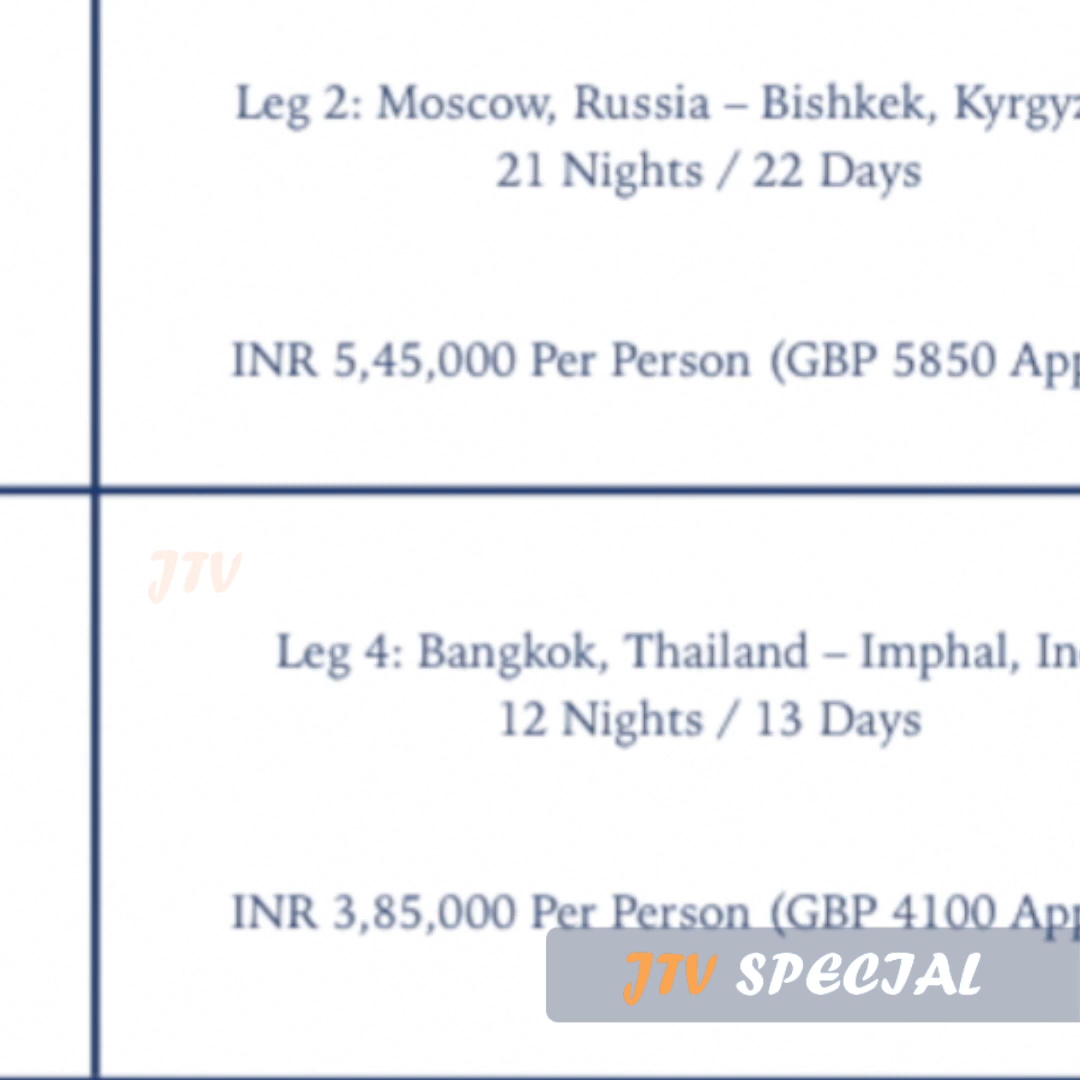 Leg 2: Moscow, Russia – Bishkek, Kyrgyz
21 Nights / 22 Days
INR 5,45,000 Per Person (GBP 5850 App
JTV
Leg 4: Bangkok, Thailand – Imphal, In
12 Nights / 13 Days
INR 3,85,000 Per Person (GBP 4100 App
JTV SPECIAL